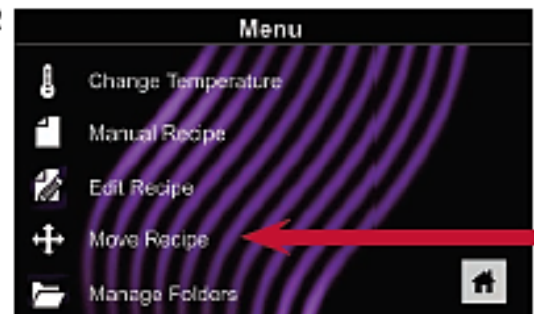 Menu
Change Temperature
Manual Recipe
Edit Recipe
Move Recipe
Manage Folders